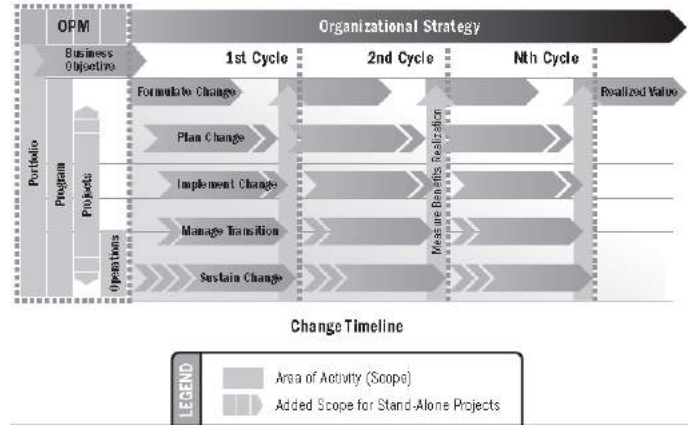 OPM
Organizational Strategy
Business
Objective
1st Cycle
2nd Cycle
Nth Cycle
Formulate Change
Realized Value
Plan Change
Implement Change
Manage Transition
Sustain Change
Portfolio
Program
Projects
Operations
Measure Benefits Realization
Change Timeline
LEGEND
Area of Activity (Scope)
Added Scope for Stand-Alone Projects